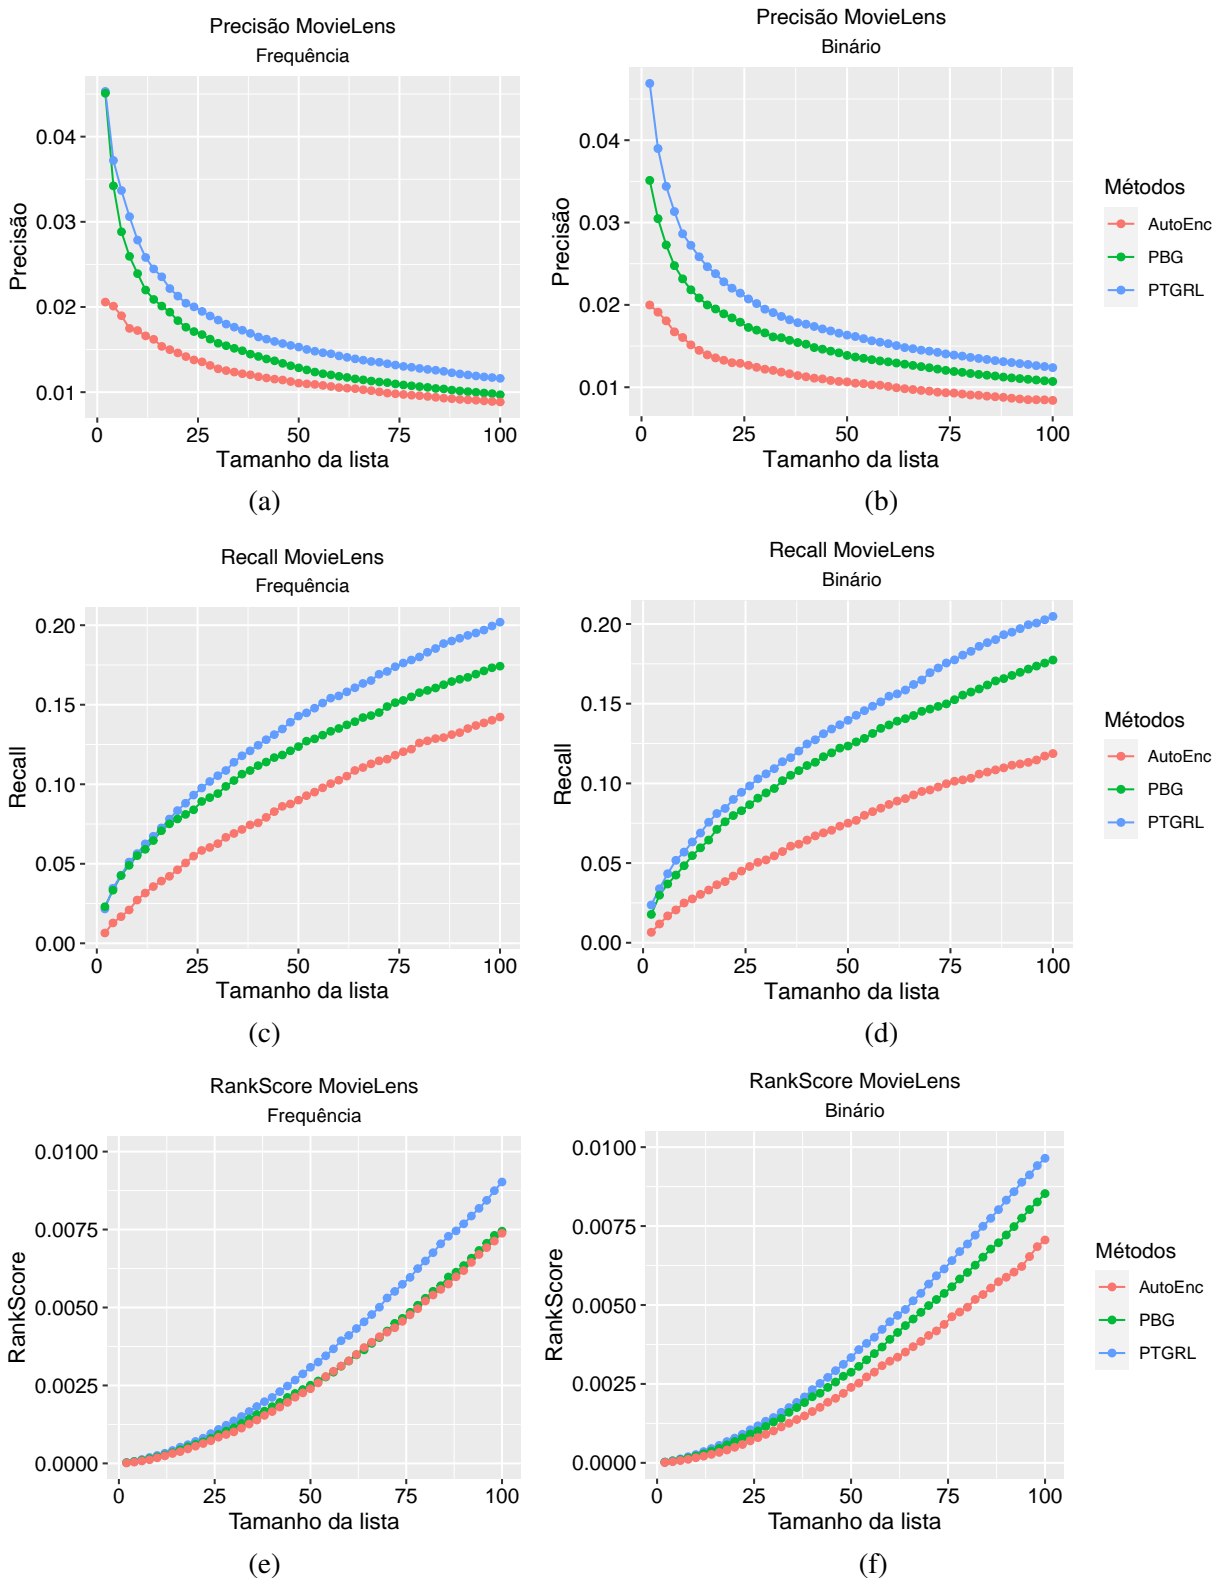 Precisão MovieLens
Frequência
Precisão
0.04
0.03
0.02
0.01
0 25 50 75 100
Tamanho da lista
(a)
Precisão MovieLens
Binário
Precisão
0.04
0.03
0.02
0.01
0 25 50 75 100
Tamanho da lista
(b)
Métodos
AutoEnc
PBG
PTGRL
Recall MovieLens
Frequência
Recall
0.20
0.15
0.10
0.05
0.00
0 25 50 75 100
Tamanho da lista
(c)
Recall MovieLens
Binário
Recall
0.20
0.15
0.10
0.05
0.00
0 25 50 75 100
Tamanho da lista
(d)
Métodos
AutoEnc
PBG
PTGRL
RankScore MovieLens
Frequência
RankScore
0.0100
0.0075
0.0050
0.0025
0.0000
0 25 50 75 100
Tamanho da lista
(e)
RankScore MovieLens
Binário
RankScore
0.0100
0.0075
0.0050
0.0025
0.0000
0 25 50 75 100
Tamanho da lista
(f)
Métodos
AutoEnc
PBG
PTGRL